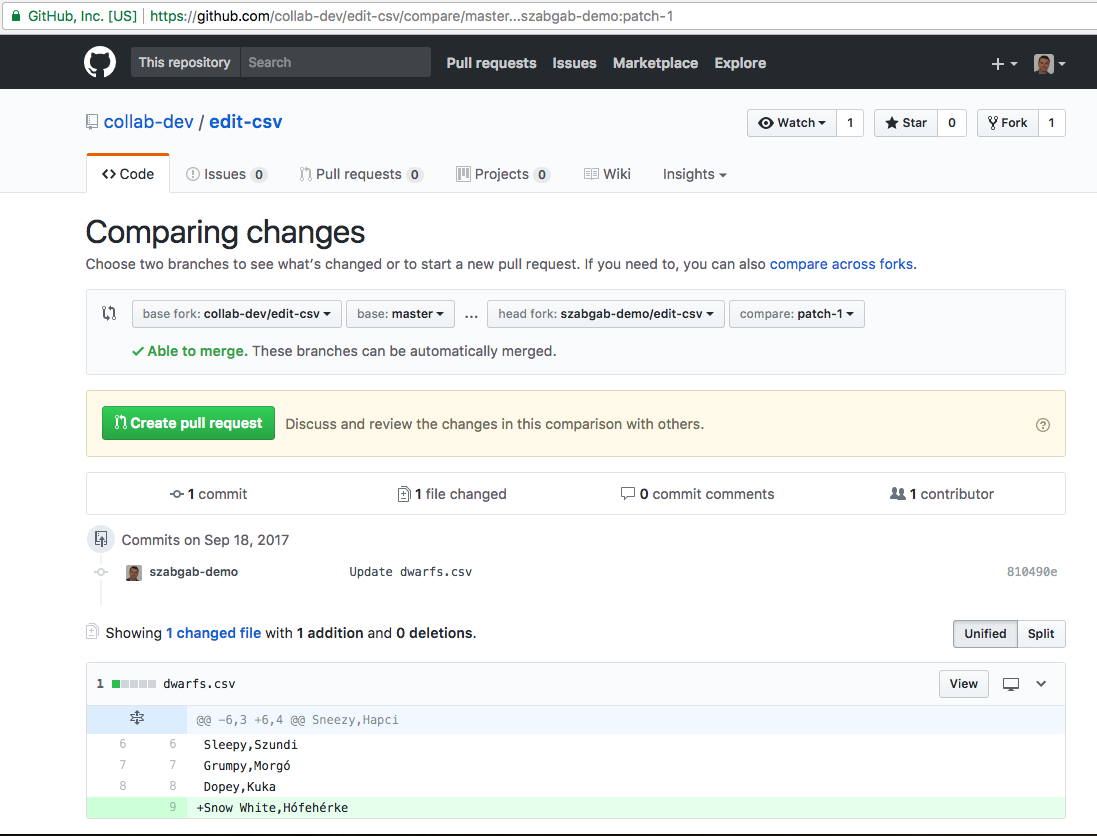 GitHub, Inc. [US] https://github.com/collab-dev/edit-csv/compare/master...szabgab-demo:patch-1
This repository Search Pull requests Issues Marketplace Explore
collab-dev / edit-csv Watch 1 Star 0 Fork 1
Code Issues 0 Pull requests 0 Projects 0 Wiki Insights
Comparing changes
Choose two branches to see what's changed or to start a new pull request. If you need to, you can also compare across forks.
base fork: collab-dev/edit-csv base: master ... head fork: szabgab-demo/edit-csv compare: patch-1
Able to merge. These branches can be automatically merged.
Create pull request Discuss and review the changes in this comparison with others.
1 commit 1 file changed 0 commit comments 1 contributor
Commits on Sep 18, 2017
szabgab-demo Update dwarfs.csv 810490e
Showing 1 changed file with 1 addition and 0 deletions. Unified Split
1 dwarfs.csv View
@@ -6,3 +6,4 @@ Sneezy,Hapci
6 6 Sleepy,Szundi
7 7 Grumpy,Morgó
8 8 Dopey,Kuka
9 +Snow White,Hófehérke